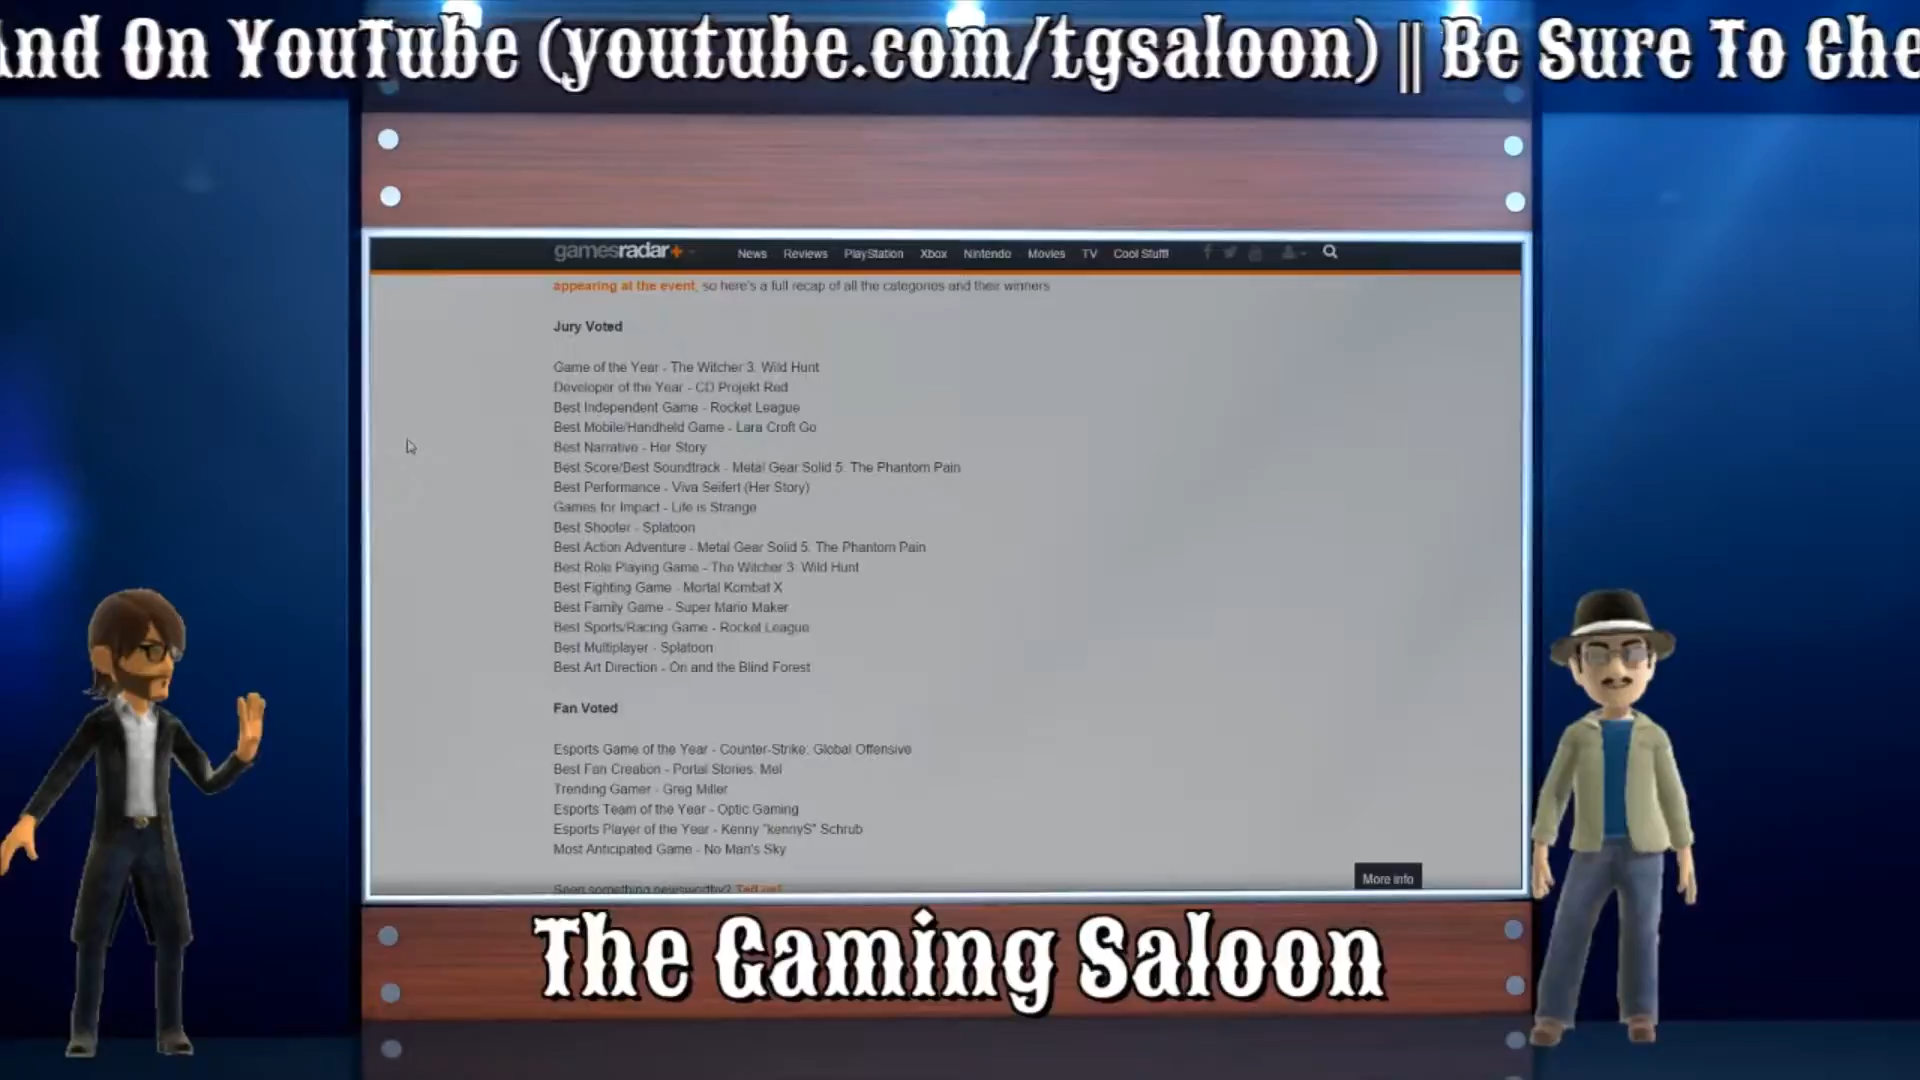 And On YouTube (youtube.com/tgsaloon) || Be Sure To Che
gamesradar+ News Reviews PlayStation Xbox Nintendo Movies TV Cool Stuff!
appearing at the event, so here's a full recap of all the categories and their winners
Jury Voted
Game of the Year - The Witcher 3: Wild Hunt
Developer of the Year - CD Projekt Red
Best Independent Game - Rocket League
Best Mobile/Handheld Game - Lara Croft Go
Best Narrative - Her Story
Best Score/Best Soundtrack - Metal Gear Solid 5: The Phantom Pain
Best Performance - Viva Seifert (Her Story)
Games for Impact - Life is Strange
Best Shooter - Splatoon
Best Action Adventure - Metal Gear Solid 5: The Phantom Pain
Best Role Playing Game - The Witcher 3: Wild Hunt
Best Fighting Game - Mortal Kombat X
Best Family Game - Super Mario Maker
Best Sports/Racing Game - Rocket League
Best Multiplayer - Splatoon
Best Art Direction - Ori and the Blind Forest
Fan Voted
Esports Game of the Year - Counter-Strike: Global Offensive
Best Fan Creation - Portal Stories: Mel
Trending Gamer - Greg Miller
Esports Team of the Year - Optic Gaming
Esports Player of the Year - Kenny "kennyS" Schrub
Most Anticipated Game - No Man's Sky
Seen something newsworthy? Tell us!
More info
The Gaming Saloon